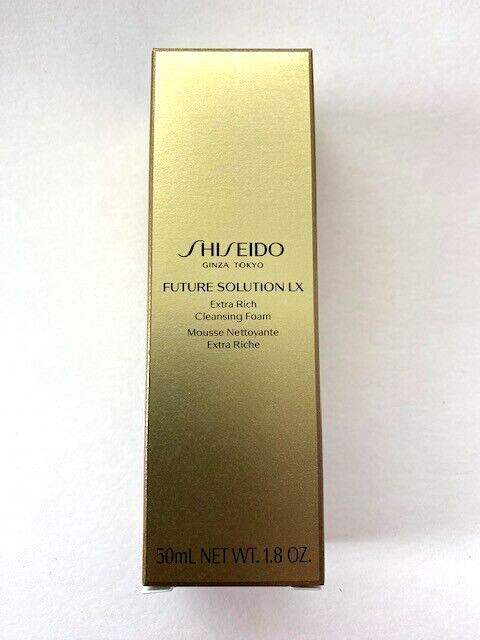 SHISEIDO
GINZA TOKYO
FUTURE SOLUTION LX
Extra Rich
Cleansing Foam
Mousse Nettoyante
Extra Riche
50mL NET WT. 1.8 OZ.